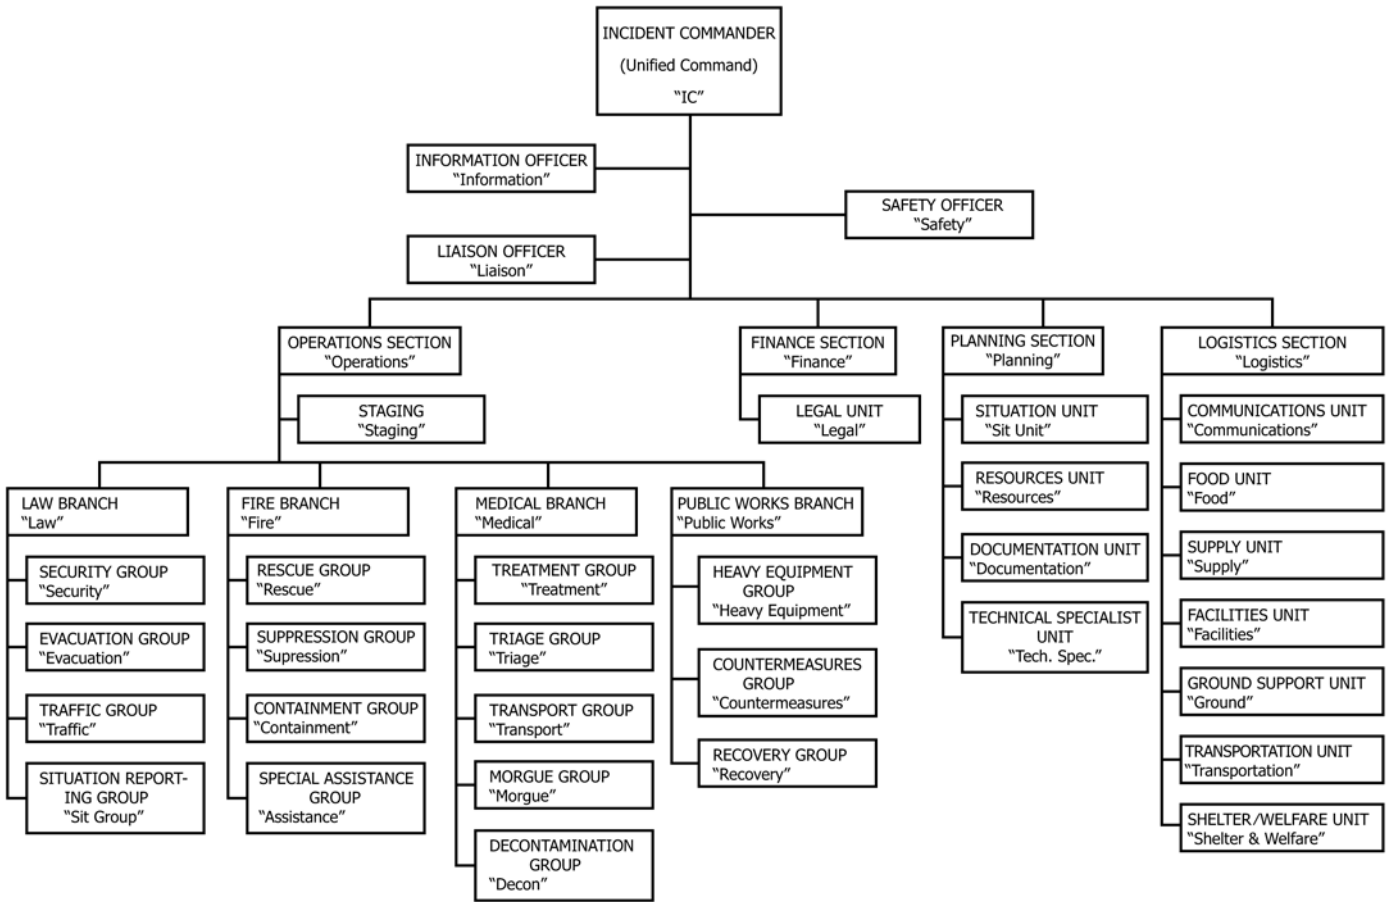 INCIDENT COMMANDER
(Unified Command)
“IC”
INFORMATION OFFICER
“Information”
SAFETY OFFICER
“Safety”
LIAISON OFFICER
“Liaison”
OPERATIONS SECTION
“Operations”
STAGING
“Staging”
FINANCE SECTION
“Finance”
LEGAL UNIT
“Legal”
PLANNING SECTION
“Planning”
SITUATION UNIT
“Sit Unit”
RESOURCES UNIT
“Resources”
DOCUMENTATION UNIT
“Documentation”
TECHNICAL SPECIALIST
UNIT
“Tech. Spec.”
LOGISTICS SECTION
“Logistics”
COMMUNICATIONS UNIT
“Communications”
FOOD UNIT
“Food”
SUPPLY UNIT
“Supply”
FACILITIES UNIT
“Facilities”
GROUND SUPPORT UNIT
“Ground”
TRANSPORTATION UNIT
“Transportation”
SHELTER/WELFARE UNIT
“Shelter & Welfare”
LAW BRANCH
“Law”
SECURITY GROUP
“Security”
EVACUATION GROUP
“Evacuation”
TRAFFIC GROUP
“Traffic”
SITUATION REPORT-
ING GROUP
“Sit Group”
FIRE BRANCH
“Fire”
RESCUE GROUP
“Rescue”
SUPPRESSION GROUP
“Supression”
CONTAINMENT GROUP
“Containment”
SPECIAL ASSISTANCE
GROUP
“Assistance”
MEDICAL BRANCH
“Medical”
TREATMENT GROUP
“Treatment”
TRIAGE GROUP
“Triage”
TRANSPORT GROUP
“Transport”
MORGUE GROUP
“Morgue”
DECONTAMINATION
GROUP
“Decon”
PUBLIC WORKS BRANCH
“Public Works”
HEAVY EQUIPMENT
GROUP
“Heavy Equipment”
COUNTERMEASURES
GROUP
“Countermeasures”
RECOVERY GROUP
“Recovery”